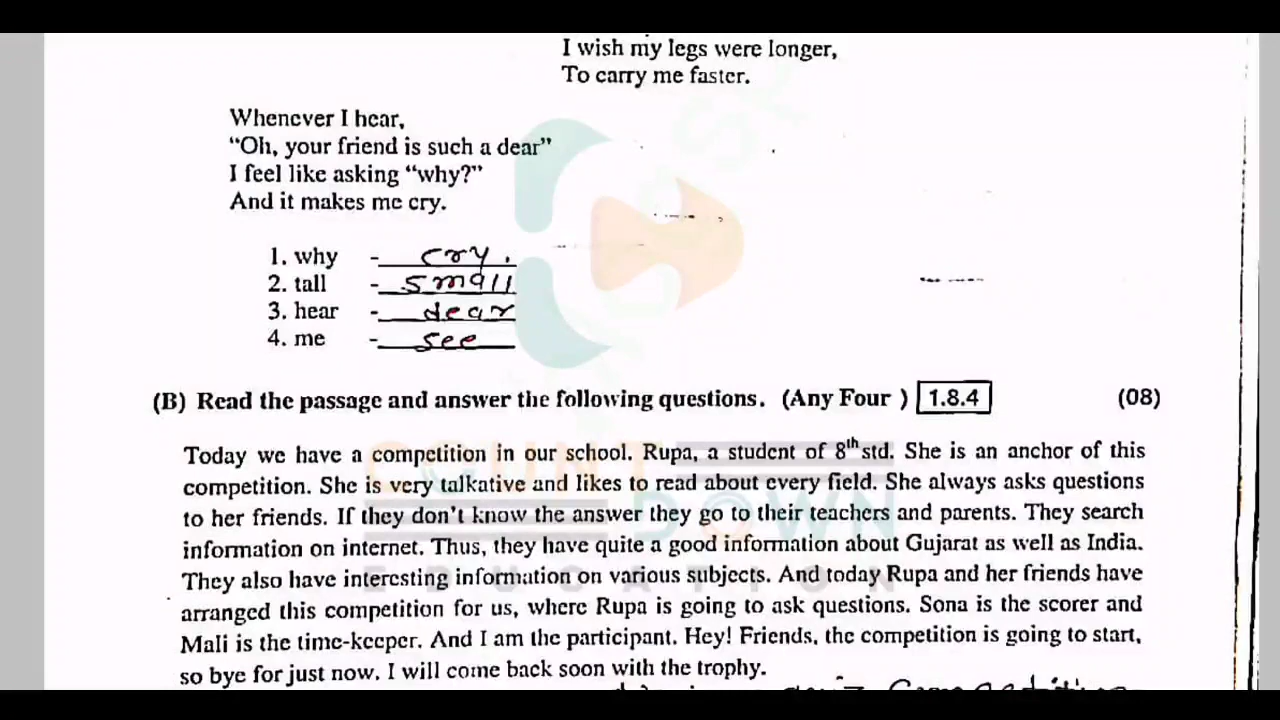 I wish my legs were longer,
To carry me faster.
Whenever I hear,
“Oh, your friend is such a dear”
I feel like asking “why?”
And it makes me cry.
1. why - cry.
2. tall - small
3. hear - dear
4. me - see
(B) Read the passage and answer the following questions. (Any Four ) 1.8.4 (08)
Today we have a competition in our school. Rupa, a student of 8th std. She is an anchor of this
competition. She is very talkative and likes to read about every field. She always asks questions
to her friends. If they don’t know the answer they go to their teachers and parents. They search
information on internet. Thus, they have quite a good information about Gujarat as well as India.
They also have interesting information on various subjects. And today Rupa and her friends have
arranged this competition for us, where Rupa is going to ask questions. Sona is the scorer and
Mali is the time-keeper. And I am the participant. Hey! Friends, the competition is going to start,
so bye for just now. I will come back soon with the trophy.
COUNT
DOWN
EDUCATION